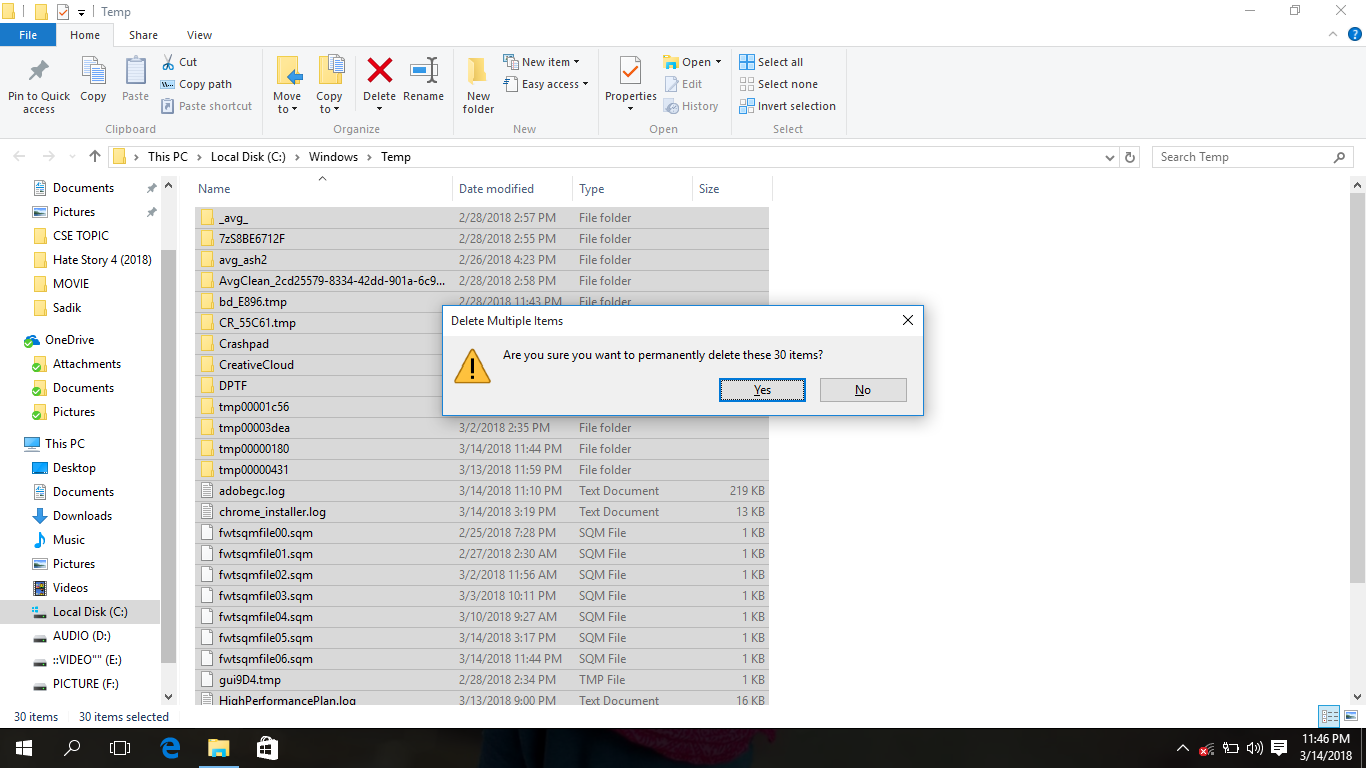 Temp
File Home Share View
Pin to Quick access
Copy
Paste
Cut
Copy path
Paste shortcut
Clipboard
Move to
Copy to
Delete
Rename
Organize
New folder
New item
Easy access
New
Properties
Open
Edit
History
Open
Select all
Select none
Invert selection
Select
This PC > Local Disk (C:) > Windows > Temp
Search Temp
Documents
Pictures
CSE TOPIC
Hate Story 4 (2018)
MOVIE
Sadik
OneDrive
Attachments
Documents
Pictures
This PC
Desktop
Documents
Downloads
Music
Pictures
Videos
Local Disk (C:)
AUDIO (D:)
::VIDEO"" (E:)
PICTURE (F:)
Name Date modified Type Size
_avg_ 2/28/2018 2:57 PM File folder
7zS8BE6712F 2/28/2018 2:55 PM File folder
avg_ash2 2/26/2018 4:23 PM File folder
AvgClean_2cd25579-8334-42dd-901a-6c9... 2/28/2018 2:58 PM File folder
bd_E896.tmp 2/28/2018 11:43 PM File folder
CR_55C61.tmp
Crashpad
CreativeCloud
DPTF
tmp00001c56
tmp00003dea 3/2/2018 2:35 PM File folder
tmp00000180 3/14/2018 11:44 PM File folder
tmp00000431 3/13/2018 11:59 PM File folder
adobegc.log 3/14/2018 11:10 PM Text Document 219 KB
chrome_installer.log 3/14/2018 3:19 PM Text Document 13 KB
fwtsqmfile00.sqm 2/25/2018 7:28 PM SQM File 1 KB
fwtsqmfile01.sqm 2/27/2018 2:30 AM SQM File 1 KB
fwtsqmfile02.sqm 3/2/2018 11:56 AM SQM File 1 KB
fwtsqmfile03.sqm 3/3/2018 10:11 PM SQM File 1 KB
fwtsqmfile04.sqm 3/10/2018 9:27 AM SQM File 1 KB
fwtsqmfile05.sqm 3/14/2018 3:17 PM SQM File 1 KB
fwtsqmfile06.sqm 3/14/2018 11:44 PM SQM File 1 KB
gui9D4.tmp 2/28/2018 2:34 PM TMP File 1 KB
HighPerformancePlan.log 3/13/2018 9:00 PM Text Document 16 KB
Delete Multiple Items
Are you sure you want to permanently delete these 30 items?
Yes No
30 items 30 items selected
11:46 PM
3/14/2018